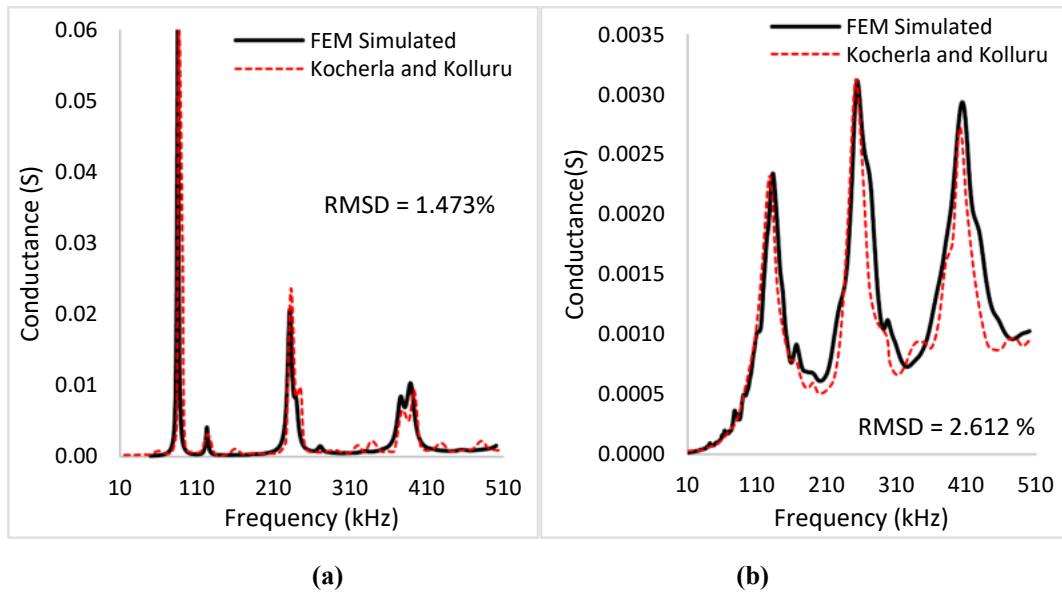 0.06
0.05
0.04
0.03
0.02
0.01
0.00
Conductance (S)
FEM Simulated
Kocherla and Kolluru
RMSD = 1.473%
10 110 210 310 410 510
Frequency (kHz)
(a)
0.0035
0.0030
0.0025
0.0020
0.0015
0.0010
0.0005
0.0000
Conductance(S)
FEM Simulated
Kocherla and Kolluru
RMSD = 2.612 %
10 110 210 310 410 510
Frequency (kHz)
(b)